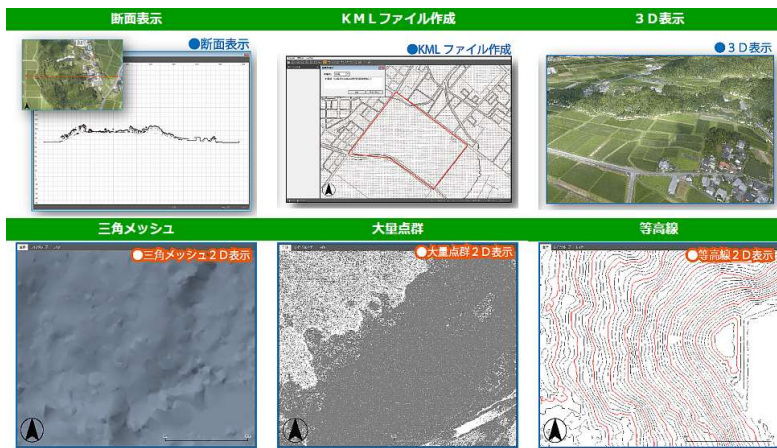 断面表示
KMLファイル作成
3D表示
●断面表示
●KMLファイル作成
●3D表示
三角メッシュ
大量点群
等高線
●三角メッシュ2D表示
●大量点群2D表示
●等高線2D表示